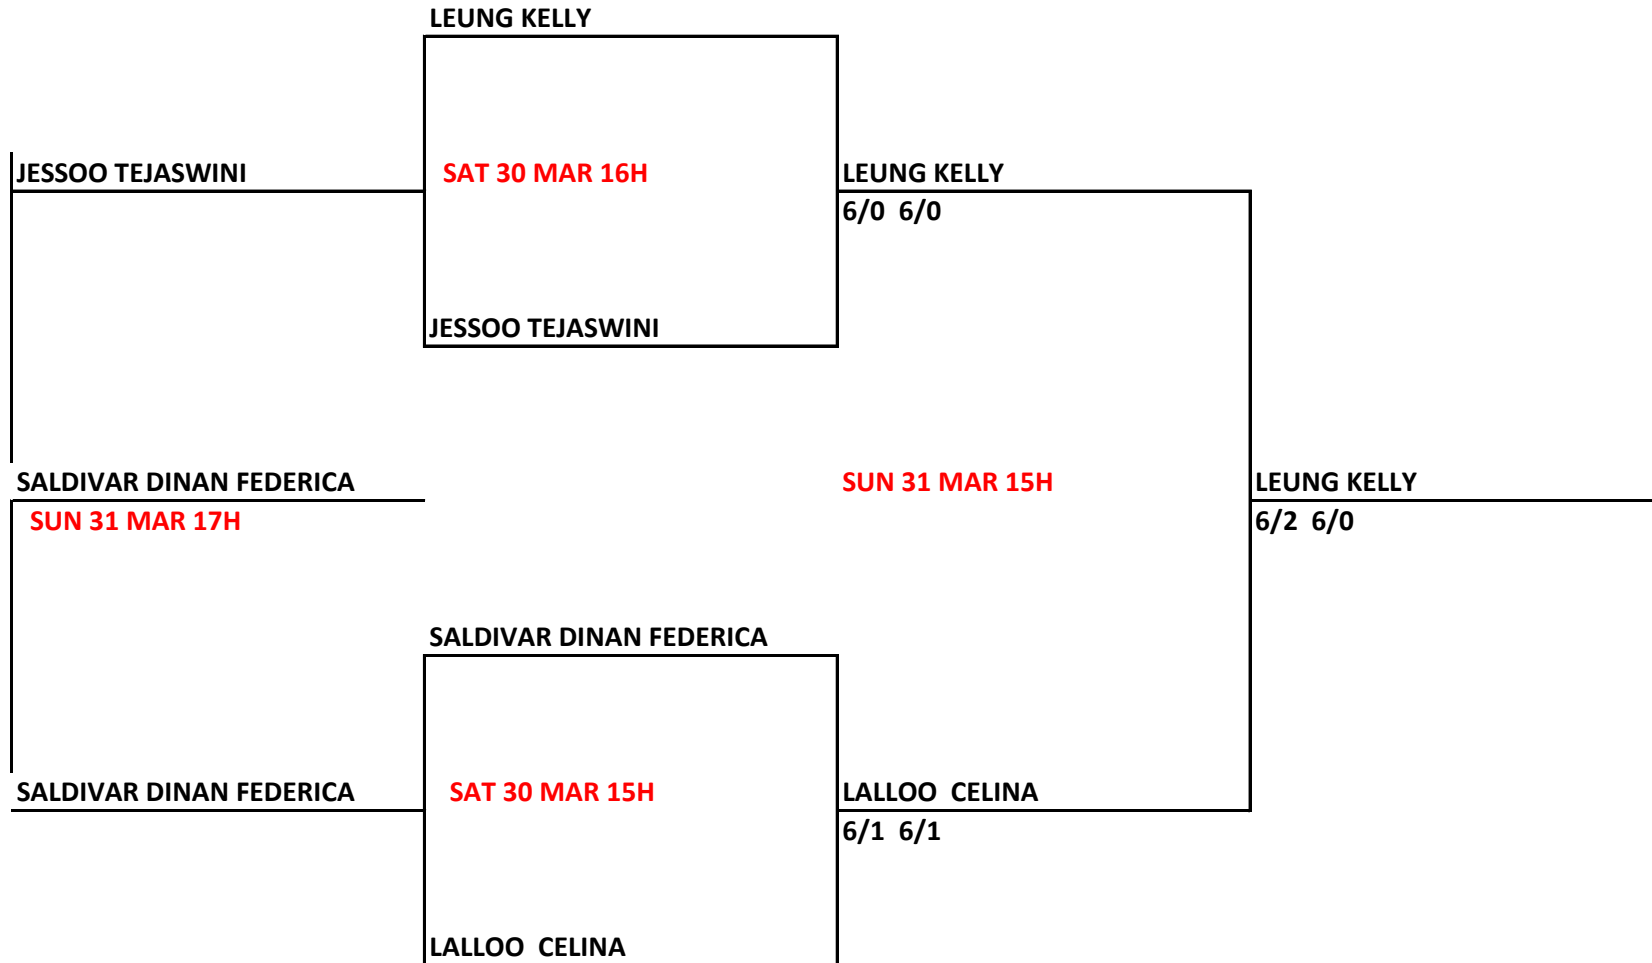 LEUNG KELLY
JESSOO TEJASWINI
SAT 30 MAR 16H
LEUNG KELLY
6/0  6/0
JESSOO TEJASWINI
SALDIVAR DINAN FEDERICA
SUN 31 MAR 15H
LEUNG KELLY
SUN 31 MAR 17H
6/2  6/0
SALDIVAR DINAN FEDERICA
SALDIVAR DINAN FEDERICA
SAT 30 MAR 15H
LALLOO  CELINA
6/1  6/1
LALLOO  CELINA